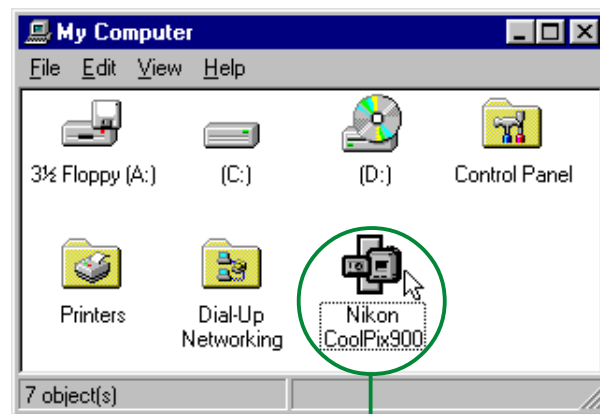 My Computer
File Edit View Help
3½ Floppy (A:)
(C:)
(D:)
Control Panel
Printers
Dial-Up
Networking
Nikon
CoolPix900
7 object(s)